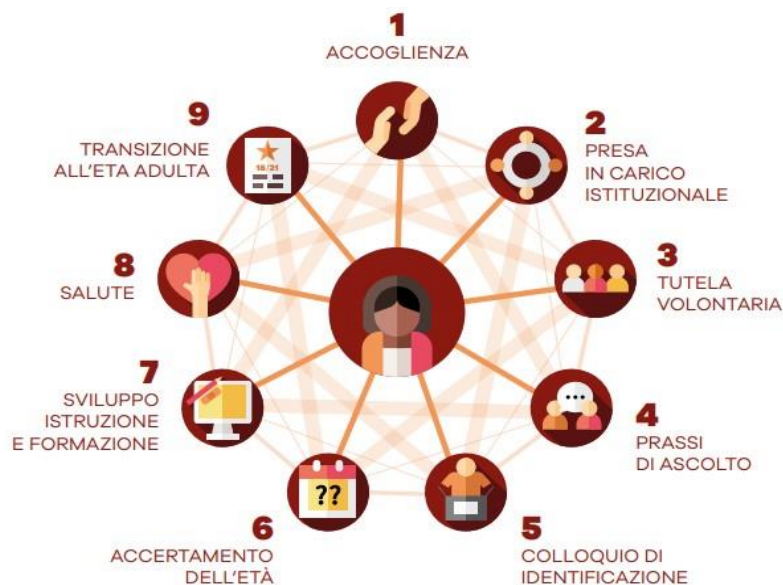 1
ACCOGLIENZA
2
PRESA
IN CARICO
ISTITUZIONALE
3
TUTELA
VOLONTARIA
4
PRASSI
DI ASCOLTO
5
COLLOQUIO DI
IDENTIFICAZIONE
6
ACCERTAMENTO
DELL'ETÀ
??
7
SVILUPPO
ISTRUZIONE
E FORMAZIONE
8
SALUTE
9
TRANSIZIONE
ALL'ETA ADULTA
18/21